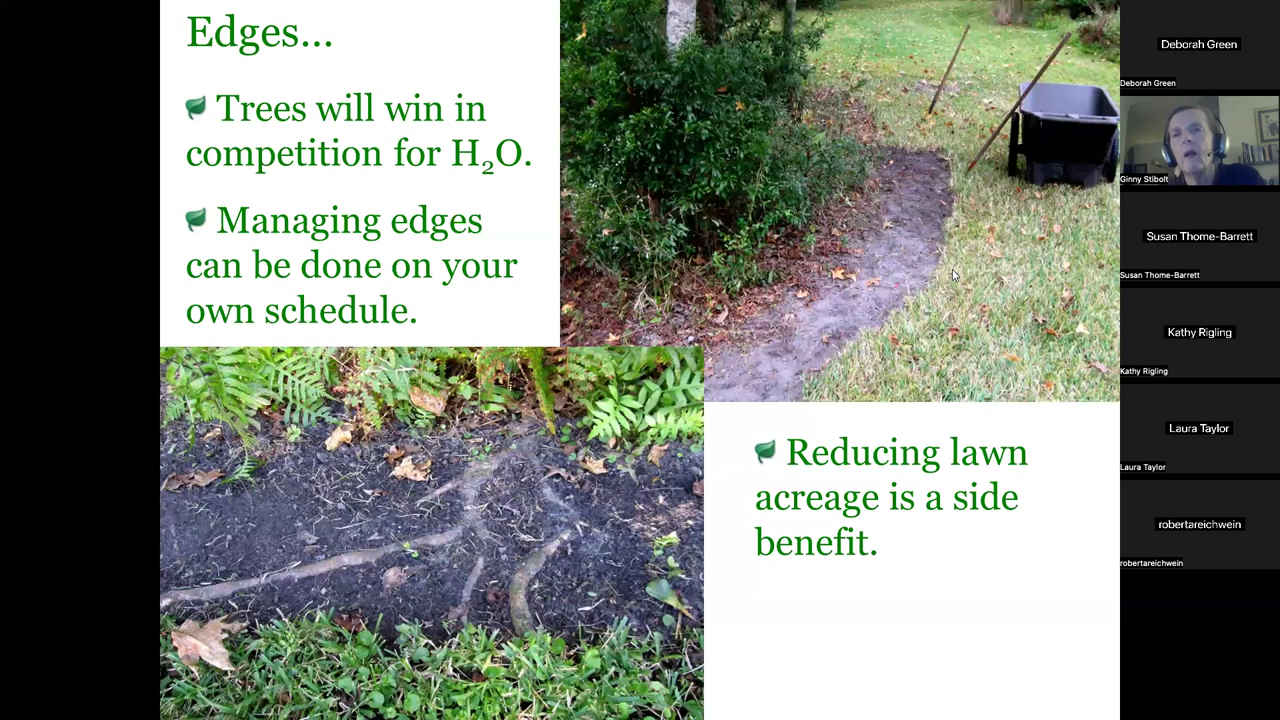 Edges...
Trees will win in
competition for H₂O.
Managing edges
can be done on your
own schedule.
Reducing lawn
acreage is a side
benefit.
Deborah Green
Deborah Green
Ginny Stibolt
Susan Thome-Barrett
Susan Thome-Barrett
Kathy Rigling
Kathy Rigling
Laura Taylor
Laura Taylor
robertareichwein
robertareichwein